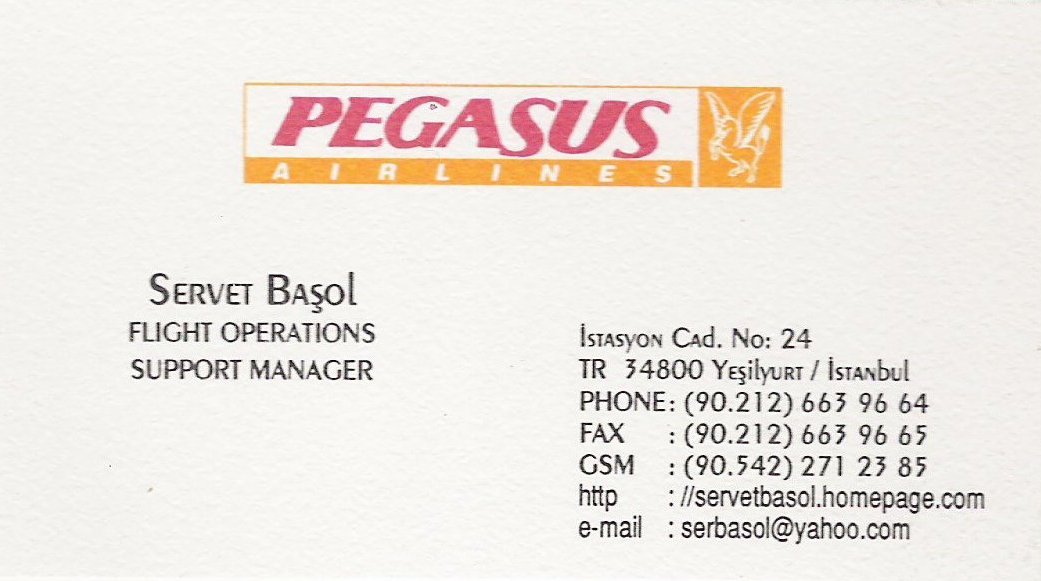 PEGASUS
AIRLINES
Servet Başol
FLIGHT OPERATIONS
SUPPORT MANAGER
İstasyon Cad. No: 24
TR 34800 Yeşilyurt / İstanbul
PHONE: (90.212) 663 96 64
FAX : (90.212) 663 96 65
GSM : (90.542) 271 23 85
http : //servetbasol.homepage.com
e-mail : serbasol@yahoo.com